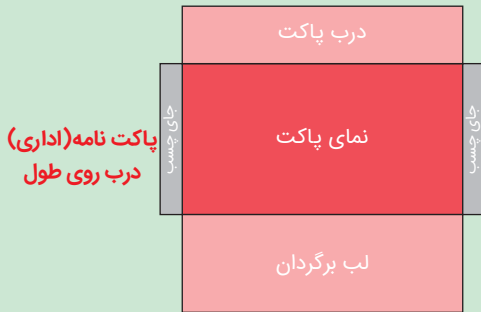 درب پاکت
جای چسب
نمای پاکت
جای چسب
پاکت نامه(اداری)
درب روی طول
لب برگردان